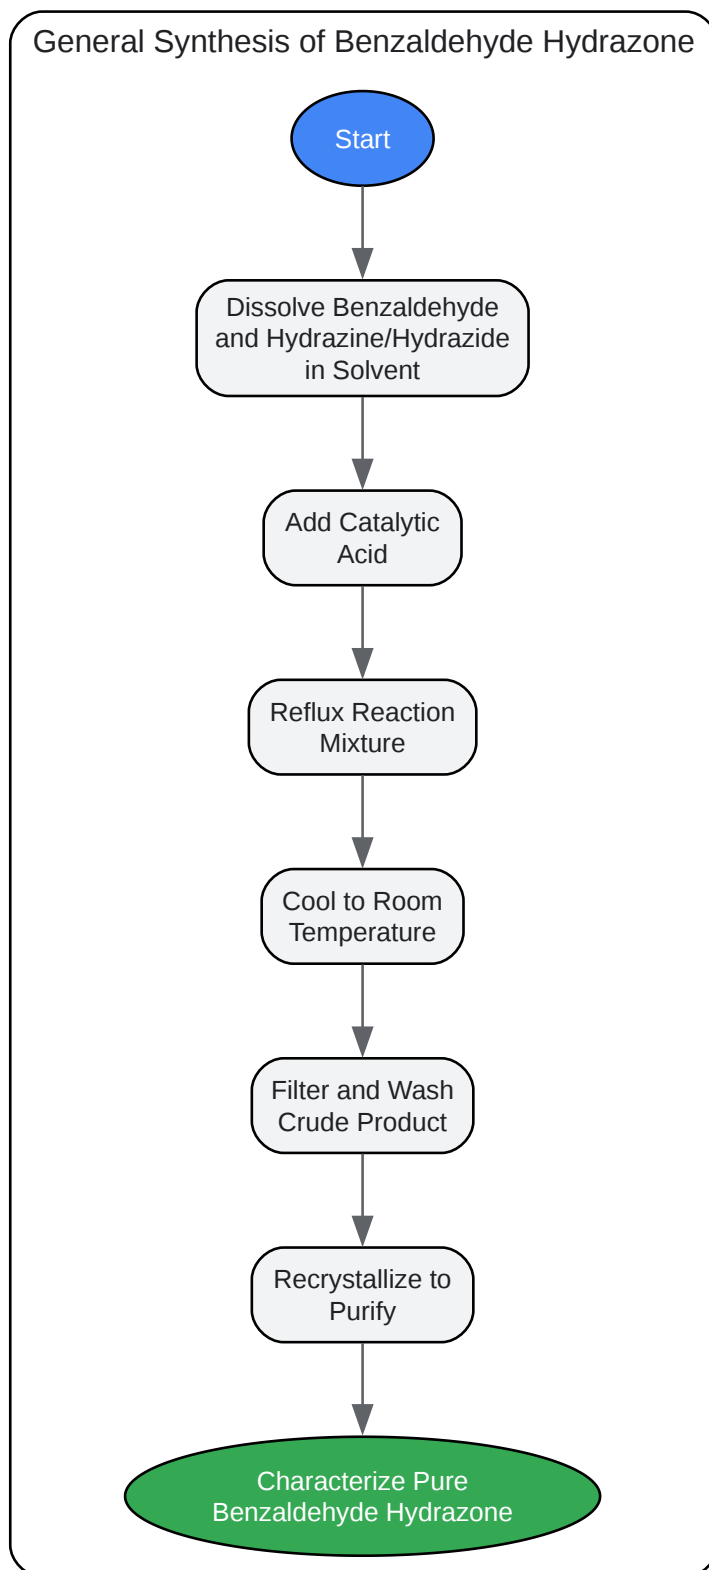 General Synthesis of Benzaldehyde Hydrazone
Start
Dissolve Benzaldehyde
and Hydrazine/Hydrazide
in Solvent
Add Catalytic
Acid
Reflux Reaction
Mixture
Cool to Room
Temperature
Filter and Wash
Crude Product
Recrystallize to
Purify
Characterize Pure
Benzaldehyde Hydrazone